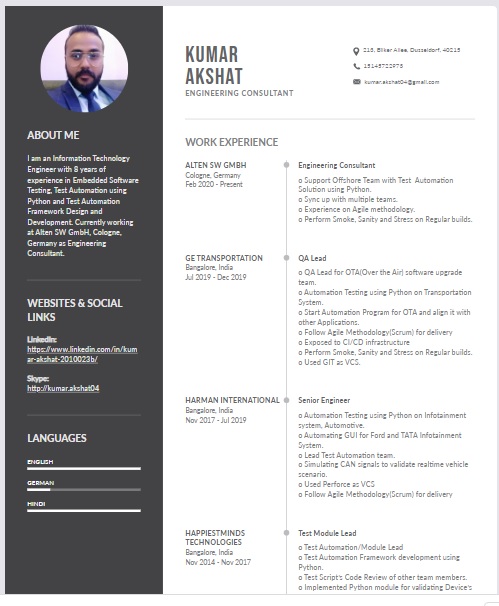 KUMAR
AKSHAT
ENGINEERING CONSULTANT
216, Ellkar Allee, Dusseldorf, 40215
15145722973
kumar.akshat04@gmail.com
ABOUT ME
I am an Information Technology
Engineer with 8 years of
experience in Embedded Software
Testing, Test Automation using
Python and Test Automation
Framework Design and
Development. Currently working
at Alten SW GmbH, Cologne,
Germany as Engineering
Consultant.
WEBSITES & SOCIAL
LINKS
LinkedIn:
https://www.linkedin.com/in/kum
ar-akshat-2010023b/
Skype:
http://kumar.akshat04
LANGUAGES
ENGLISH
GERMAN
HINDI
WORK EXPERIENCE
ALTEN SW GMBH
Cologne, Germany
Feb 2020 - Present
Engineering Consultant
o Support Offshore Team with Test Automation
Solution using Python.
o Sync up with multiple teams.
o Experience on Agile methodology.
o Perform Smoke, Sanity and Stress on Regular builds.
GE TRANSPORTATION
Bangalore, India
Jul 2019 - Dec 2019
QA Lead
o QA Lead for OTA(Over the Air) software upgrade
team.
o Automation Testing using Python on Transportation
System.
o Start Automation Program for OTA and align it with
other Applications.
o Follow Agile Methodology(Scrum) for delivery
o Exposed to CI/CD infrastructure
o Perform Smoke, Sanity and Stress on Regular builds.
o Used GIT as VCS.
HARMAN INTERNATIONAL
Bangalore, India
Nov 2017 - Jul 2019
Senior Engineer
o Automation Testing using Python on Infotainment
system, Automotive.
o Automating GUI for Ford and TATA Infotainment
System.
o Lead Test Automation team.
o Simulating CAN signals to validate realtime vehicle
scenario.
o Used Perforce as VCS
o Follow Agile Methodology(Scrum) for delivery
HAPPIESTMINDS
TECHNOLOGIES
Bangalore, India
Nov 2014 - Nov 2017
Test Module Lead
o Test Automation/Module Lead
o Test Automation Framework development using
Python.
o Test Script's Code Review of other team members.
o Implemented Python module for validating Device's